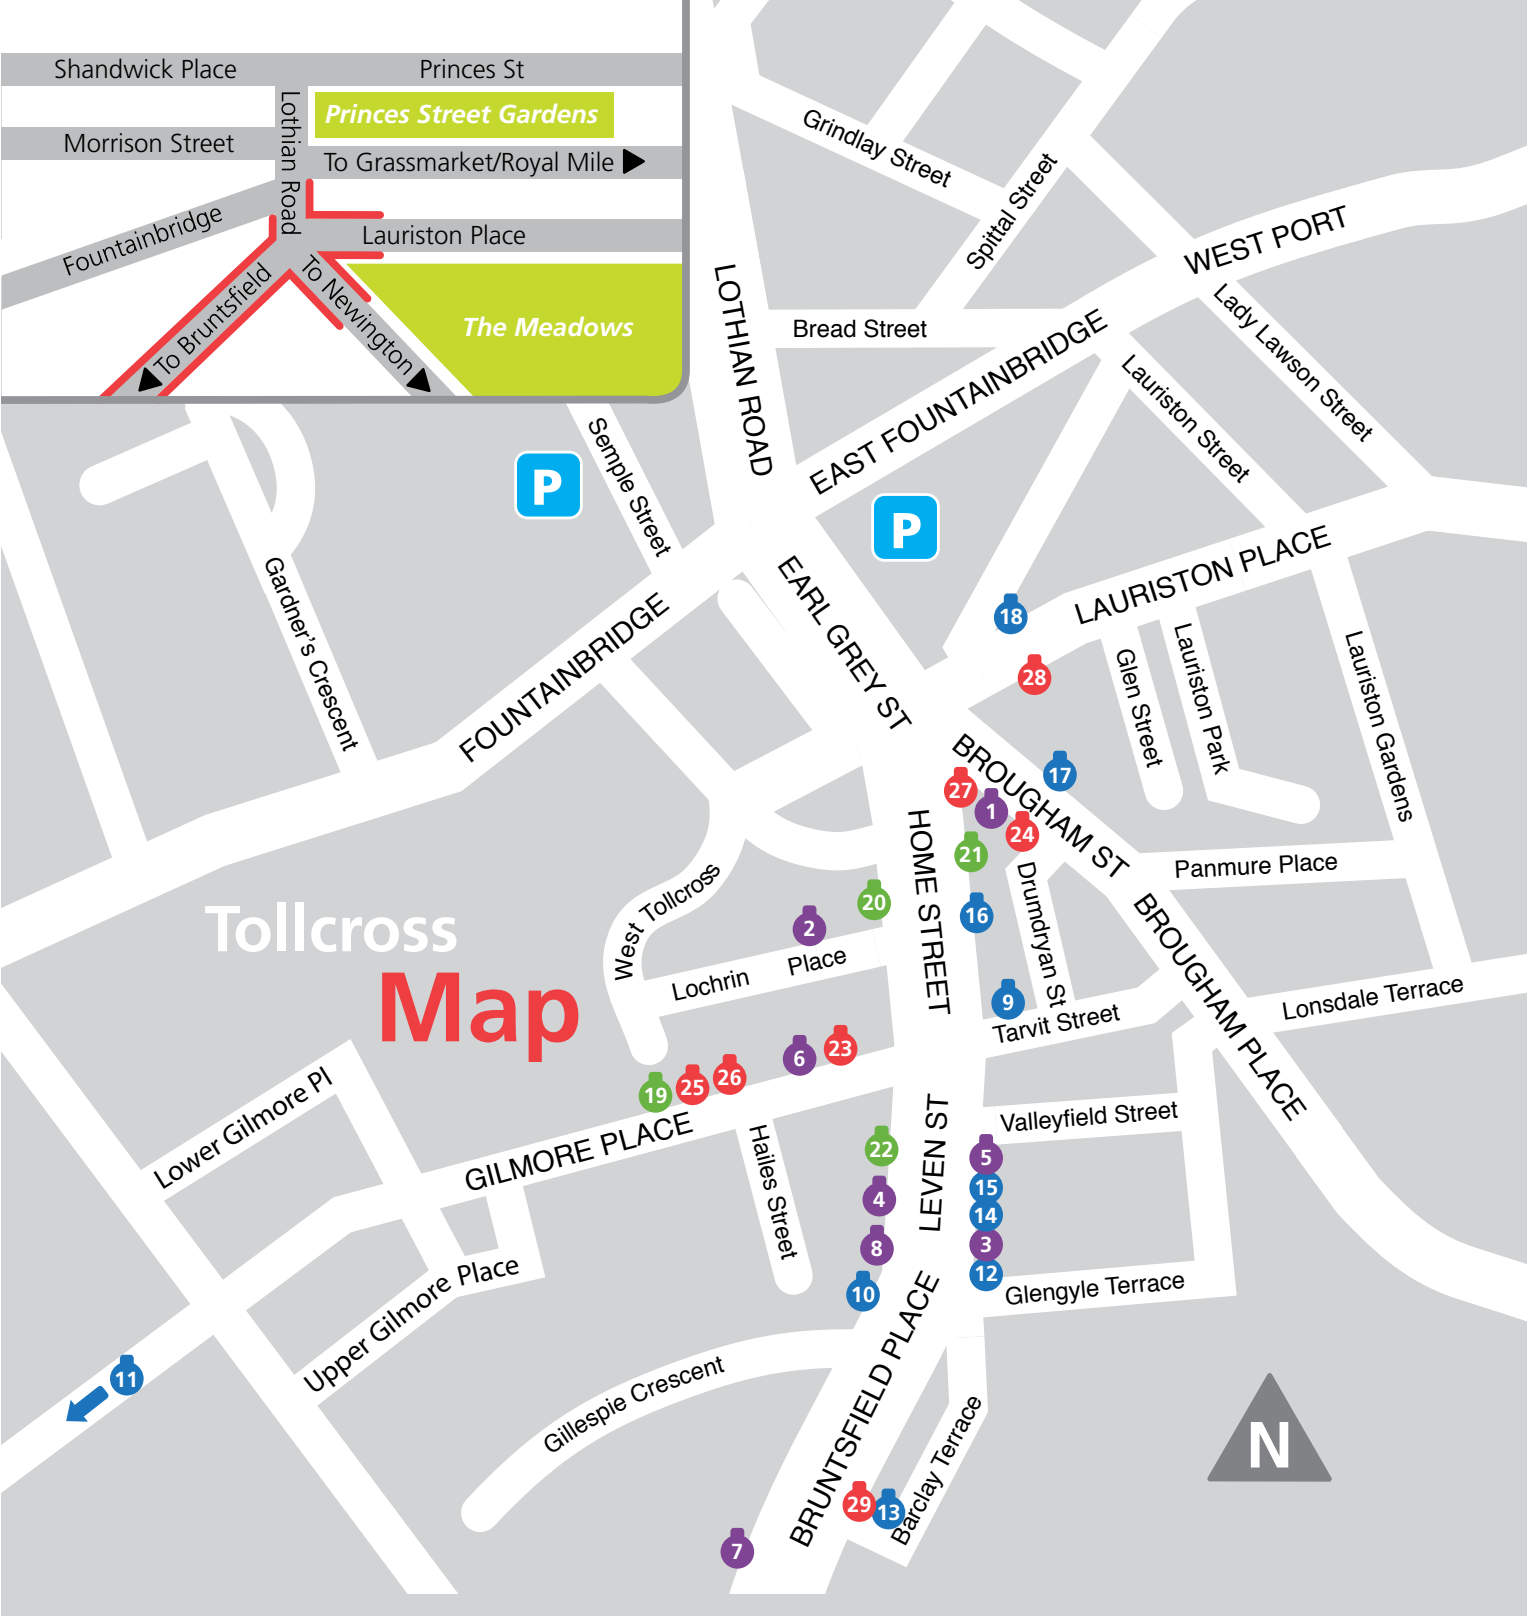 Shandwick Place
Princes St
Lothian Road
Princes Street Gardens
Morrison Street
To Grassmarket/Royal Mile
Fountainbridge
Lauriston Place
To Bruntsfield
To Newington
The Meadows
Grindlay Street
Spittal Street
WEST PORT
LOTHIAN ROAD
Bread Street
Lady Lawson Street
EAST FOUNTAINBRIDGE
Lauriston Street
Semple Street
P
P
Gardner's Crescent
EARL GREY ST
LAURISTON PLACE
FOUNTAINBRIDGE
18
28
Glen Street
Lauriston Park
Lauriston Gardens
BROUGHAM ST
17
27
1
24
21
HOME STREET
Panmure Place
West Tollcross
Drumdryan St
20
2
16
BROUGHAM PLACE
Tollcross
Map
Lochrin Place
9
Tarvit Street
Lonsdale Terrace
6
23
19
25
26
Lower Gilmore Pl
GILMORE PLACE
Hailes Street
LEVEN ST
Valleyfield Street
22
5
4
15
14
8
3
12
10
Upper Gilmore Place
Glengyle Terrace
11
Gillespie Crescent
BRUNTSFIELD PLACE
Barclay Terrace
29
13
7
N